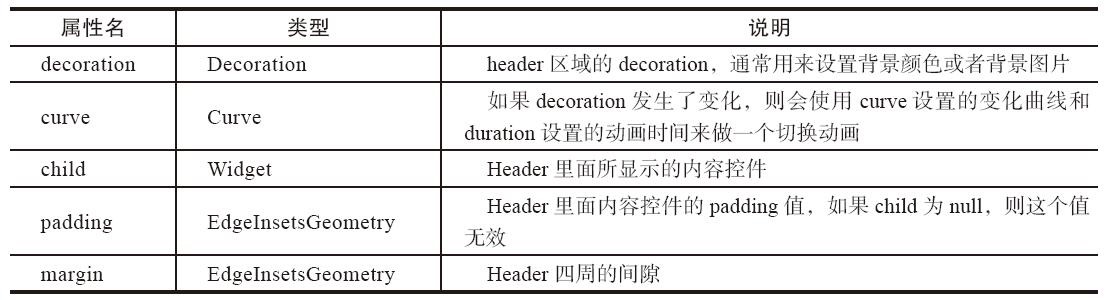 属性名 类型 说明
decoration Decoration header 区域的 decoration，通常用来设置背景颜色或者背景图片
curve Curve 如果 decoration 发生了变化，则会使用 curve 设置的变化曲线和
duration 设置的动画时间来做一个切换动画
child Widget Header 里面所显示的内容控件
padding EdgeInsetsGeometry Header 里面内容控件的 padding 值，如果 child 为 null，则这个值
无效
margin EdgeInsetsGeometry Header 四周的间隙